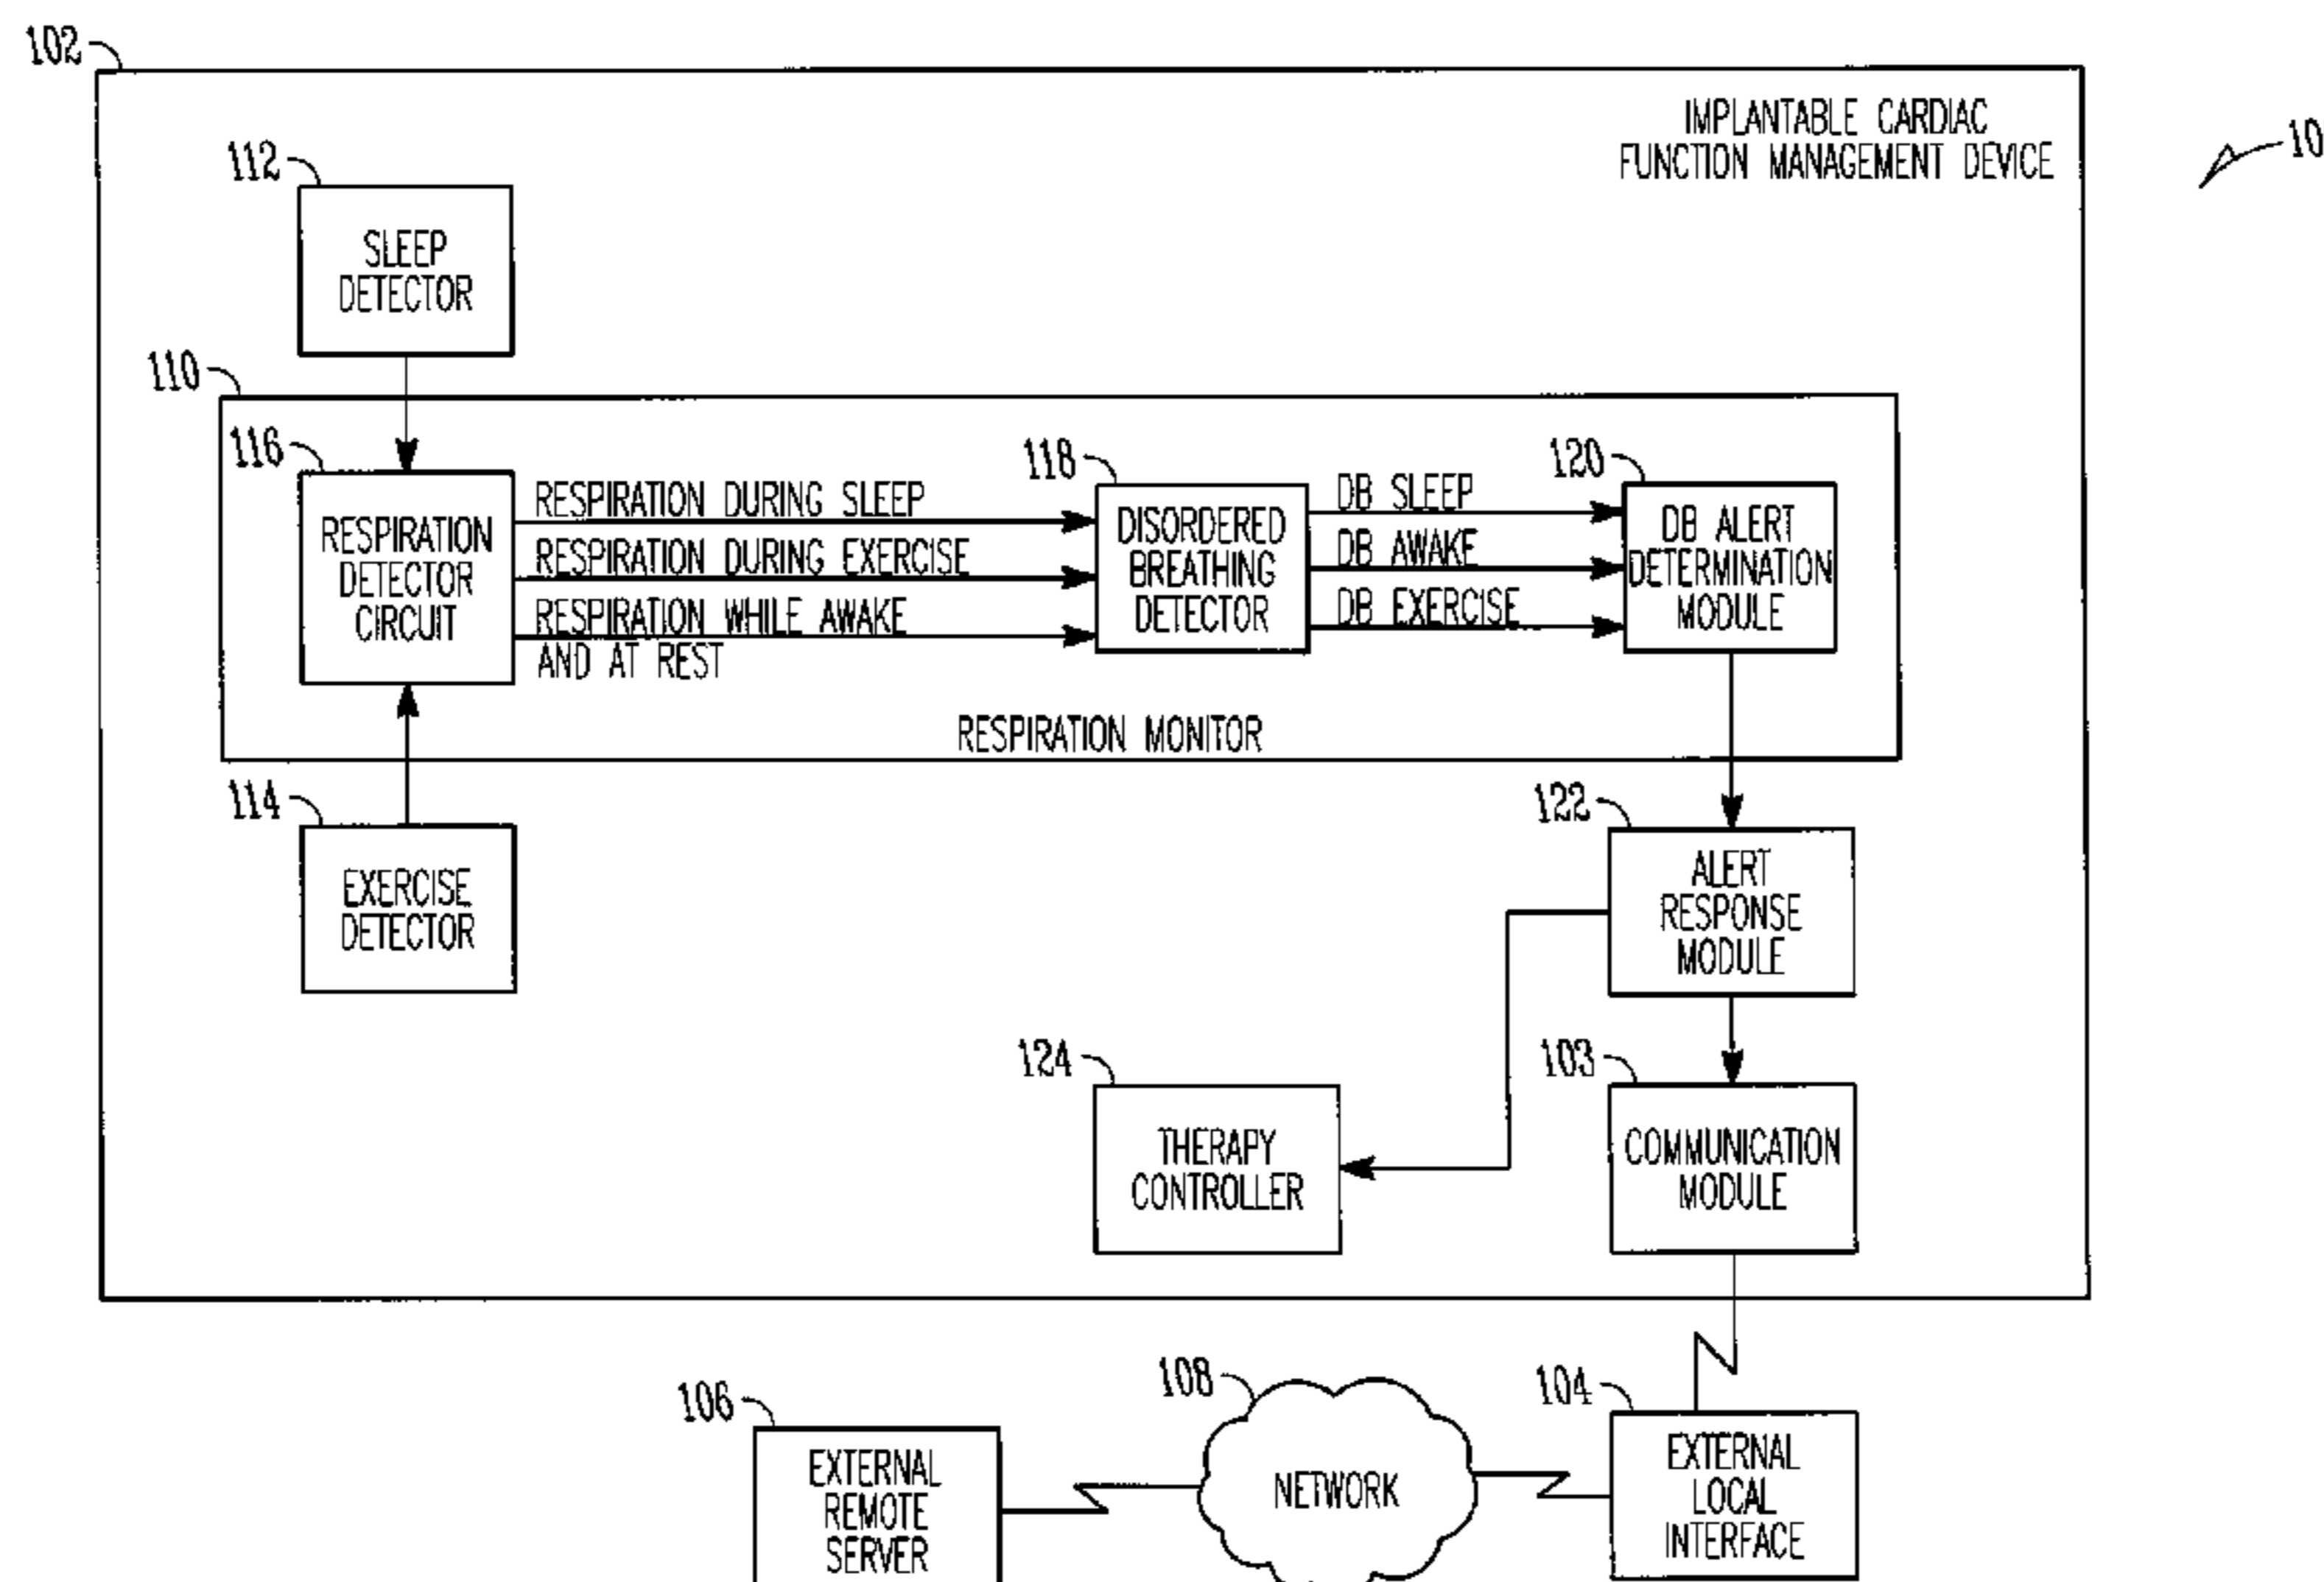 102
IMPLANTABLE CARDIAC
FUNCTION MANAGEMENT DEVICE
10
112
SLEEP
DETECTOR
110
116
RESPIRATION
DETECTOR
CIRCUIT
RESPIRATION DURING SLEEP
RESPIRATION DURING EXERCISE
RESPIRATION WHILE AWAKE
AND AT REST
118
DISORDERED
BREATHING
DETECTOR
DB SLEEP
DB AWAKE
DB EXERCISE
120
DB ALERT
DETERMINATION
MODULE
RESPIRATION MONITOR
114
EXERCISE
DETECTOR
122
ALERT
RESPONSE
MODULE
124
THERAPY
CONTROLLER
103
COMMUNICATION
MODULE
106
EXTERNAL
REMOTE
SERVER
108
NETWORK
104
EXTERNAL
LOCAL
INTERFACE